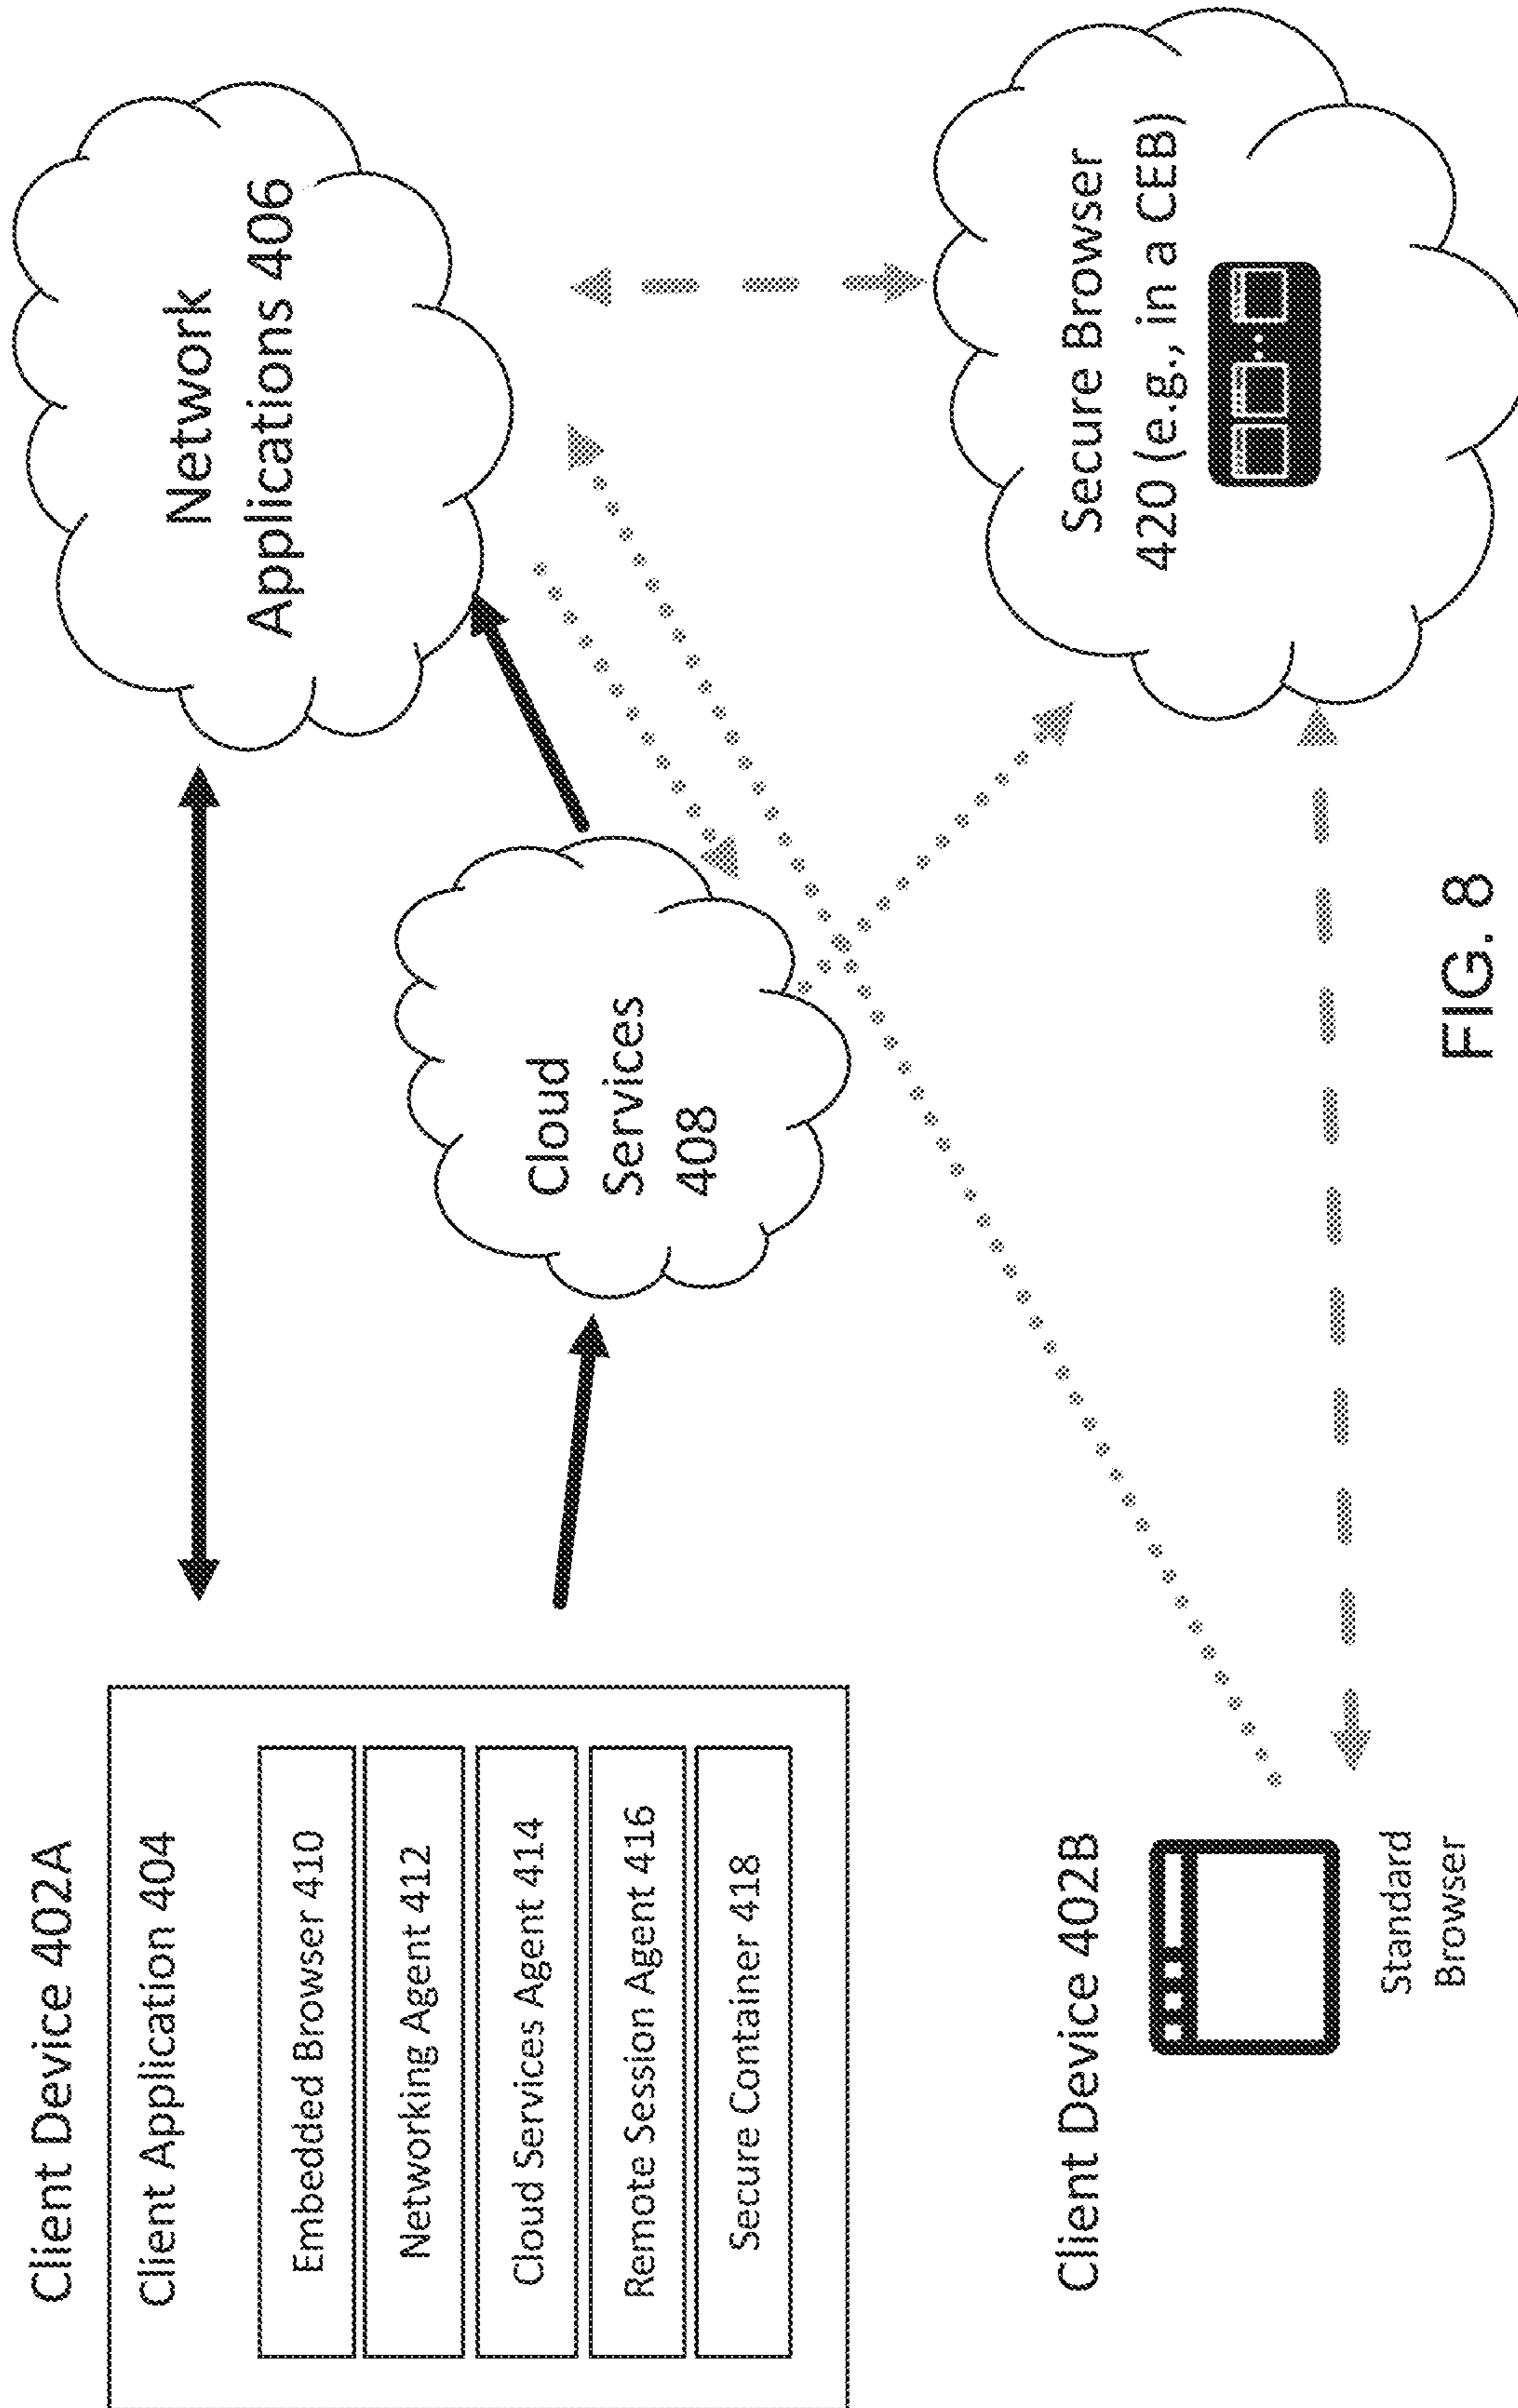 Client Device 402A
Client Application 404
Embedded Browser 410
Networking Agent 412
Cloud Services Agent 414
Remote Session Agent 416
Secure Container 418
Network
Applications 406
Cloud
Services
408
Client Device 402B
Standard
Browser
Secure Browser
420 (e.g., in a CEB)
FIG. 8